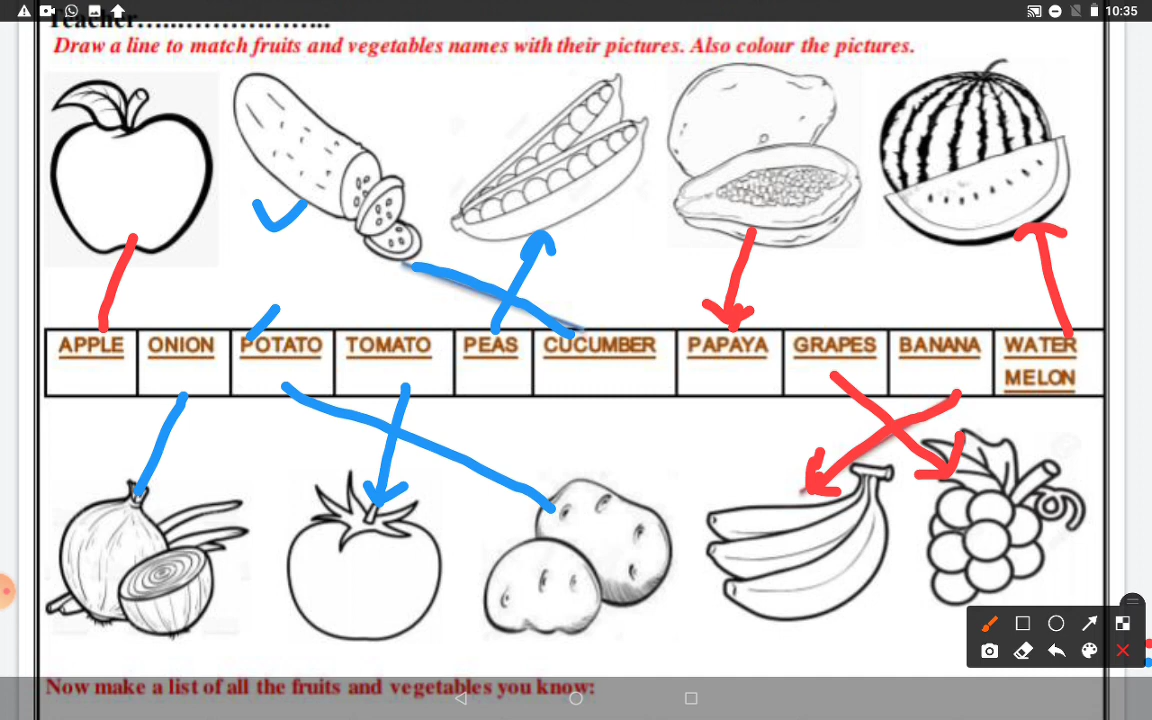 10:35
Teacher.....................
Draw a line to match fruits and vegetables names with their pictures. Also colour the pictures.
APPLE ONION POTATO TOMATO PEAS CUCUMBER PAPAYA GRAPES BANANA WATER
MELON
Now make a list of all the fruits and vegetables you know: